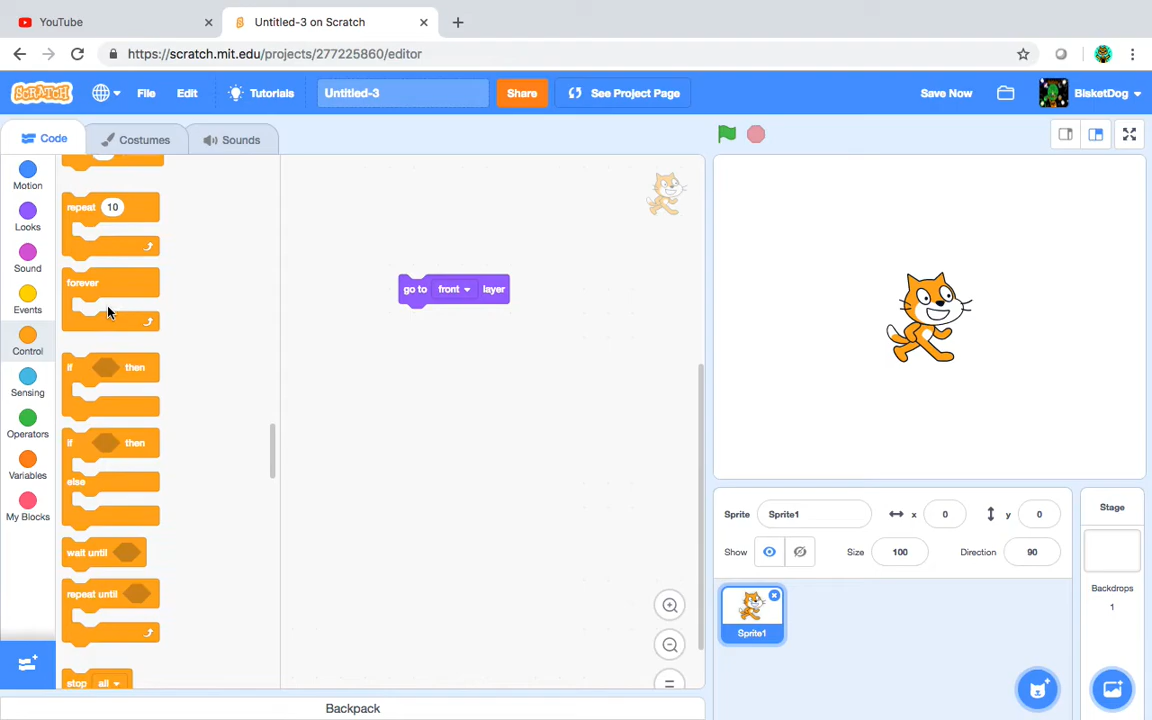 YouTube
Untitled-3 on Scratch
https://scratch.mit.edu/projects/277225860/editor
SCRATCH File Edit Tutorials Untitled-3 Share See Project Page Save Now BisketDog
Code Costumes Sounds
Motion
Looks
Sound
Events
Control
Sensing
Operators
Variables
My Blocks
repeat 10
forever
if then
if then
else
wait until
repeat until
stop all
go to front layer
Sprite Sprite1 x 0 y 0
Show Size 100 Direction 90
Sprite1
Stage
Backdrops
1
Backpack